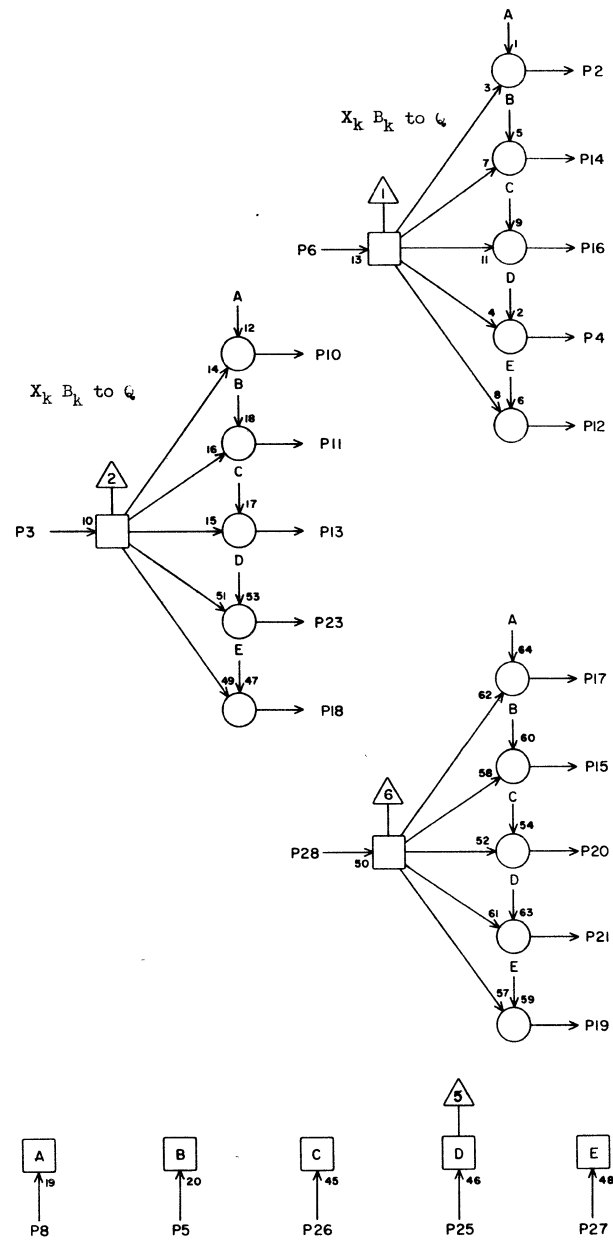 A
1
3
P2
B
X_k B_k to Q
5
7
P14
1
C
9
P6
13
11
P16
D
4
2
P4
E
8
6
P12
A
12
14
P10
X_k B_k to Q
B
18
16
P11
2
C
17
P3
10
15
P13
D
51
53
P23
E
49
47
P18
A
64
62
P17
B
60
58
P15
6
C
54
P28
50
52
P20
D
61
63
P21
E
57
59
P19
5
A
B
C
D
E
19
20
45
46
48
P8
P5
P26
P25
P27